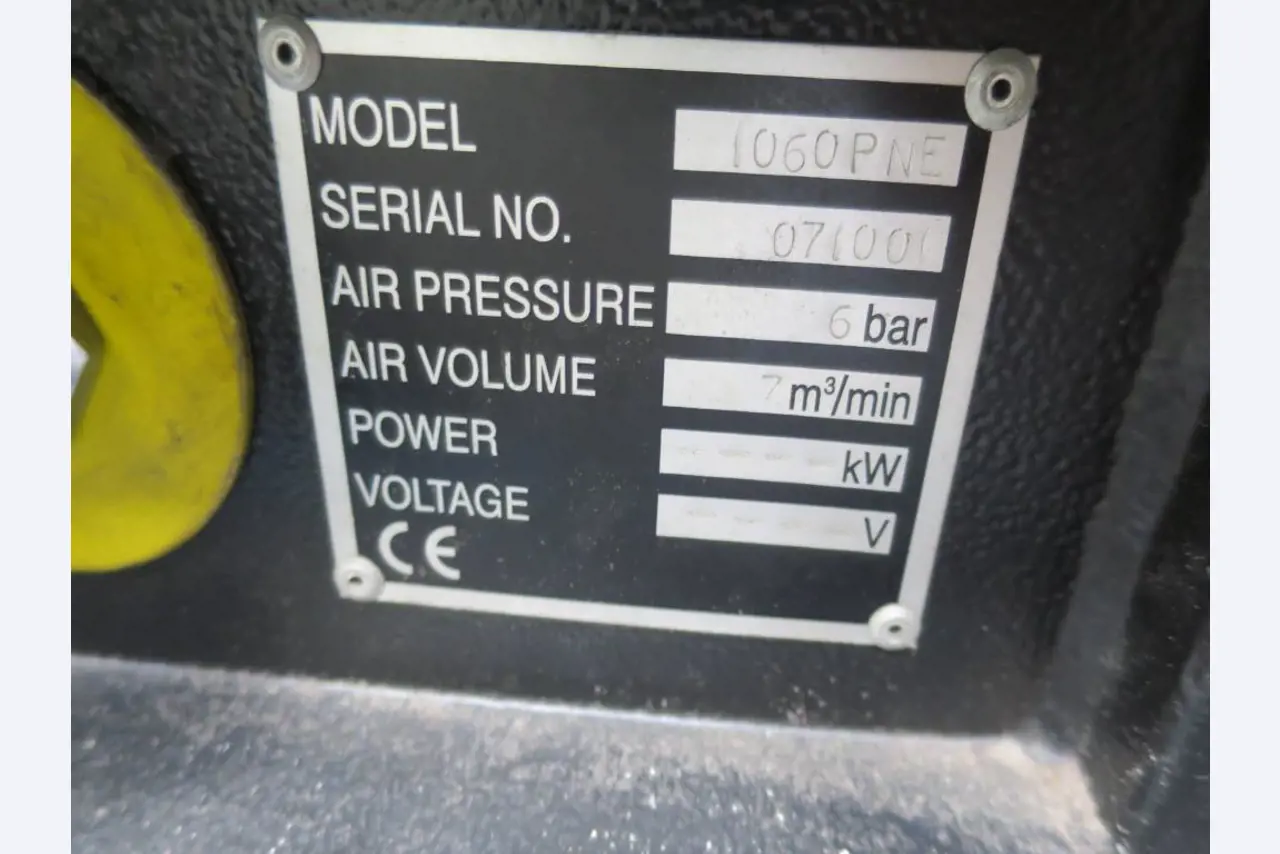 MODEL 1060PNE
SERIAL NO. 071001
AIR PRESSURE 6 bar
AIR VOLUME 7 m³/min
POWER ---- kW
VOLTAGE ---- V
CE